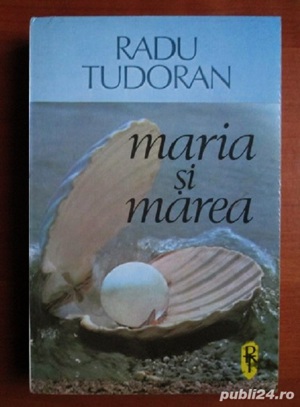 RADU
TUDORAN
maria
și
marea
publi24.ro